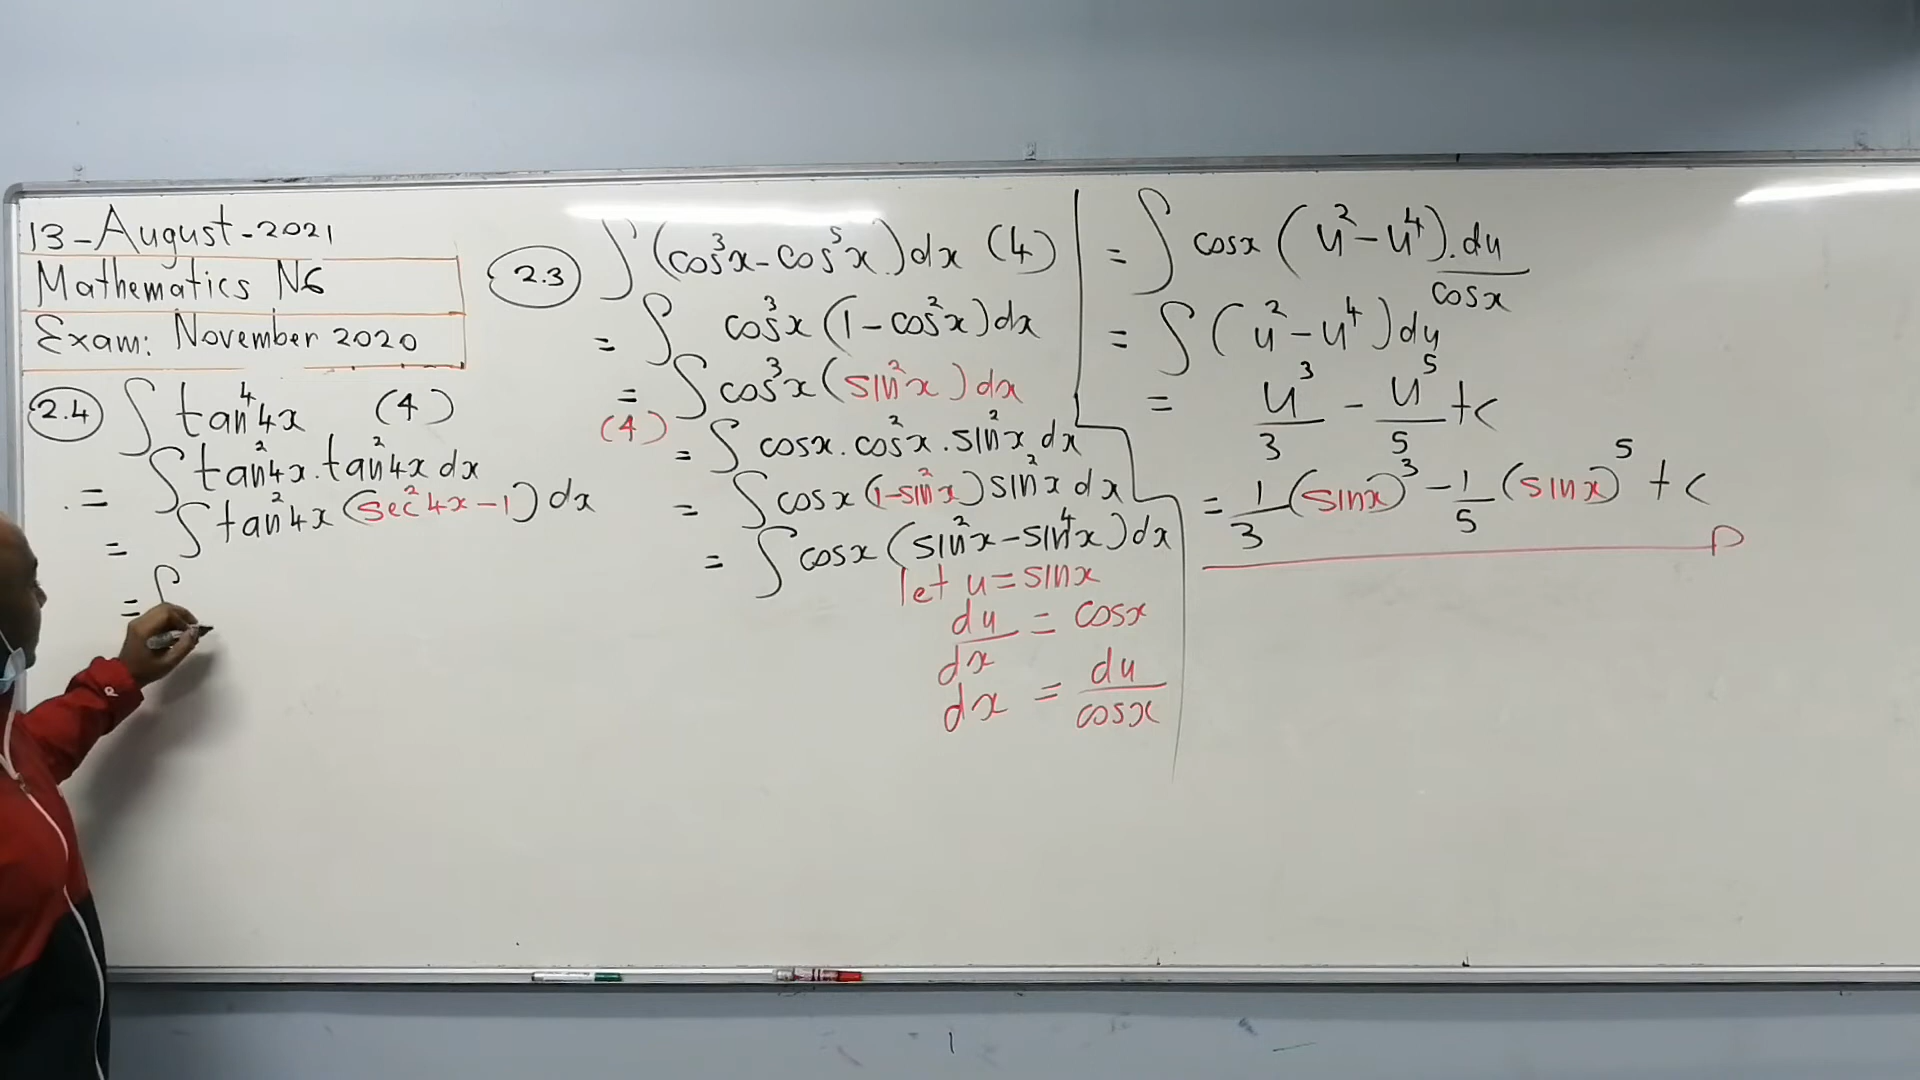 13-August-2021
Mathematics N6
Exam: November 2020
2.4 ∫ tan⁴4x (4)
= ∫ tan²4x.tan²4x dx
= ∫ tan²4x (sec²4x-1) dx
= ∫
2.3 ∫ (cos³x-cos⁵x)dx (4)
= ∫ cos³x (1-cos²x)dx
= ∫ cos³x (sin²x) dx
(4)
= ∫ cosx.cos²x.sin²x dx
= ∫ cosx (1-sin²x) sin²x dx
= ∫ cosx (sin²x-sin⁴x)dx
let u=sinx
du/dx = cosx
dx = du/cosx
= ∫ cosx (u²-u⁴).du/cosx
= ∫ (u²-u⁴)du
= u³/3 - u⁵/5 +c
= 1/3 (sinx)³ - 1/5 (sinx)⁵ + c